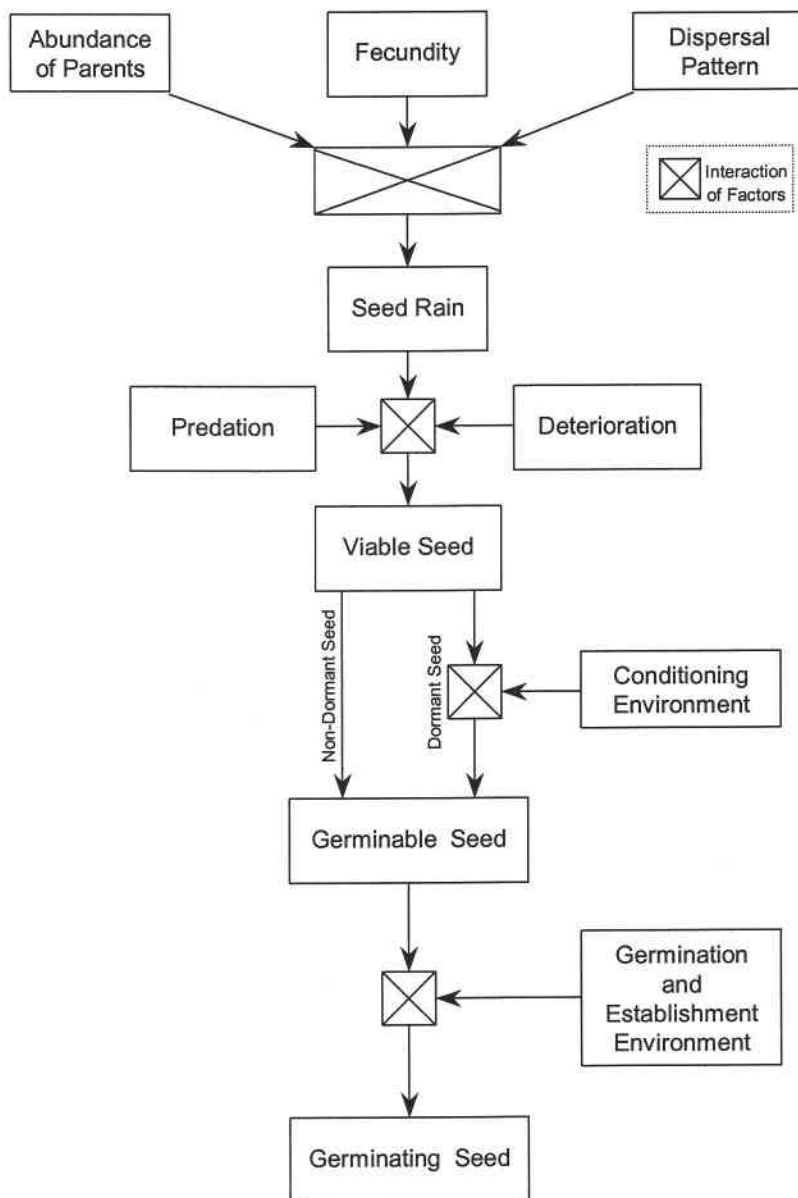 Abundance
of Parents
Fecundity
Dispersal
Pattern
Interaction
of Factors
Seed Rain
Predation
Deterioration
Viable Seed
Non-Dormant Seed
Dormant Seed
Conditioning
Environment
Germinable Seed
Germination
and
Establishment
Environment
Germinating Seed